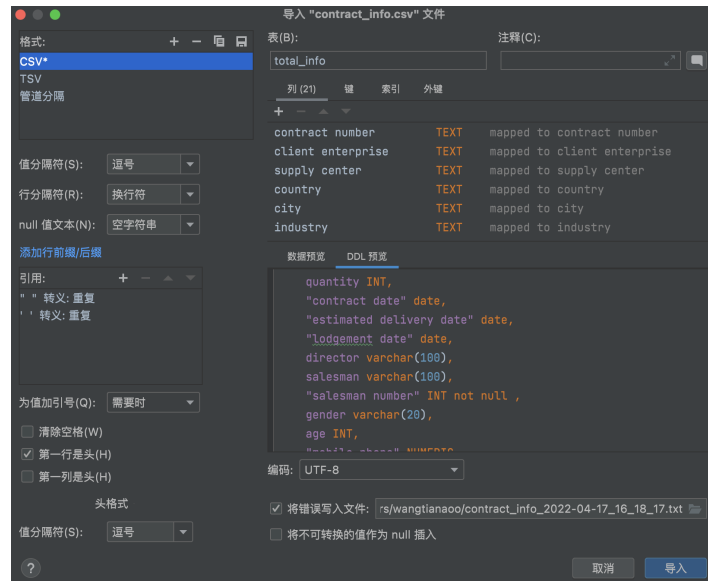 导入 "contract_info.csv" 文件
格式:
CSV*
TSV
管道分隔
值分隔符(S): 逗号
行分隔符(R): 换行符
null 值文本(N): 空字符串
添加行前缀/后缀
引用:
" " 转义: 重复
' ' 转义: 重复
为值加引号(Q): 需要时
清除空格(W)
第一行是头(H)
第一列是头(H)
头格式
值分隔符(S): 逗号
?
表(B): 注释(C):
total_info
列 (21) 键 索引 外键
contract number TEXT mapped to contract number
client enterprise TEXT mapped to client enterprise
supply center TEXT mapped to supply center
country TEXT mapped to country
city TEXT mapped to city
industry TEXT mapped to industry
数据预览 DDL 预览
quantity INT,
"contract date" date,
"estimated delivery date" date,
"lodgement date" date,
director varchar(100),
salesman varchar(100),
"salesman number" INT not null ,
gender varchar(20),
age INT,
"mobile phone" NUMERIC
编码: UTF-8
将错误写入文件: rs/wangtianaoo/contract_info_2022-04-17_16_18_17.txt
将不可转换的值作为 null 插入
取消 导入